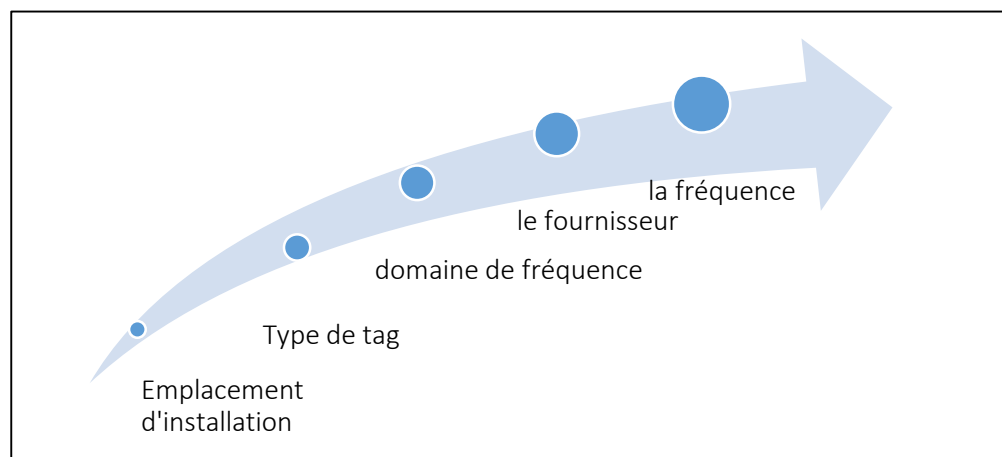 la fréquence
le fournisseur
domaine de fréquence
Type de tag
Emplacement
d'installation